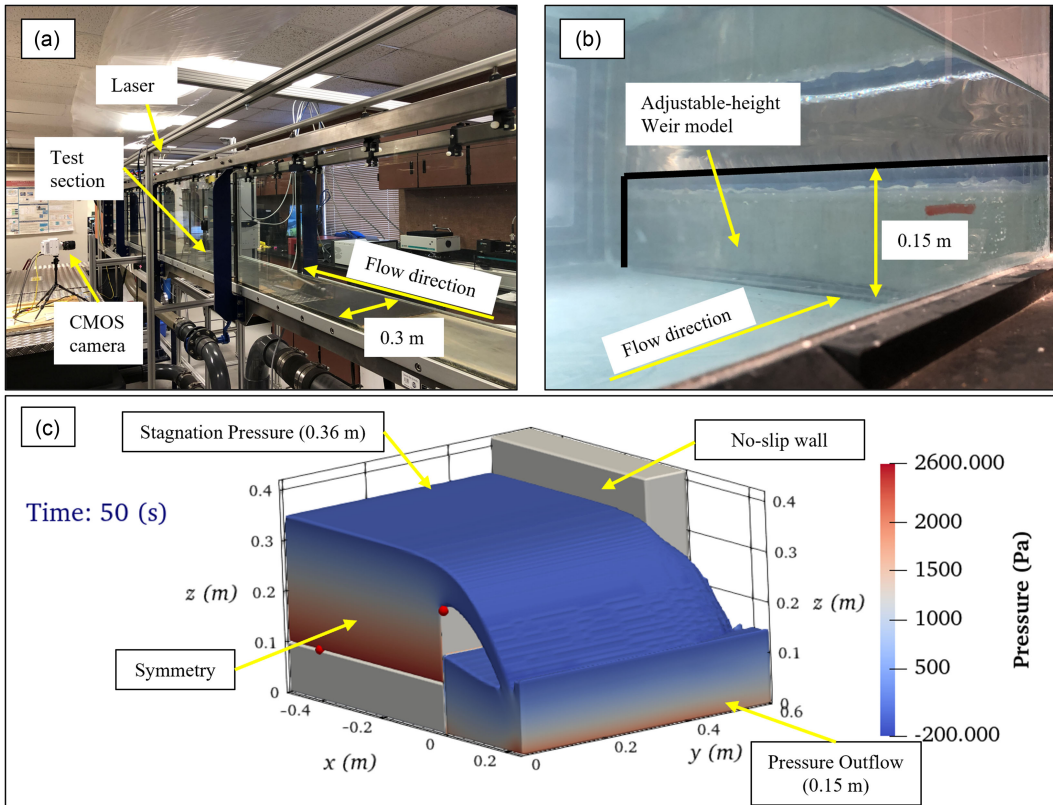 (a)
Laser
Test
section
CMOS
camera
Flow direction
0.3 m
(b)
Adjustable-height
Weir model
0.15 m
Flow direction
(c)
Stagnation Pressure (0.36 m)
No-slip wall
Time: 50 (s)
Symmetry
Pressure Outflow
(0.15 m)
0.4
0.3
0.2
0.1
0
z (m)
-0.4
-0.2
0
0.2
x (m)
0
0.2
0.4
0.6
y (m)
0.4
0.3
0.2
0.1
0
z (m)
2600.000
2000
1500
1000
500
-200.000
Pressure (Pa)